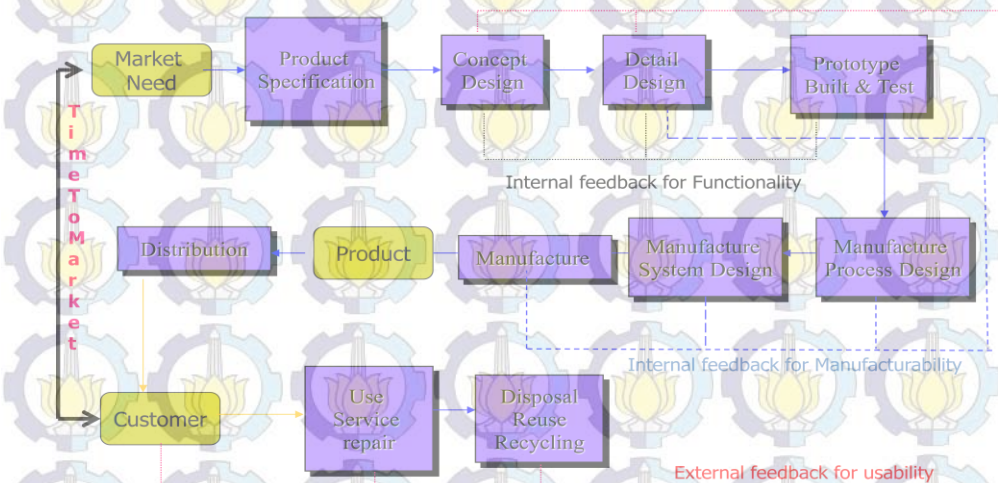 Market
Need
Product
Specification
Concept
Design
Detail
Design
Prototype
Built & Test
TimeToMarket
Internal feedback for Functionality
Distribution
Product
Manufacture
Manufacture
System Design
Manufacture
Process Design
Internal feedback for Manufacturability
Customer
Use
Service
repair
Disposal
Reuse
Recycling
External feedback for usability